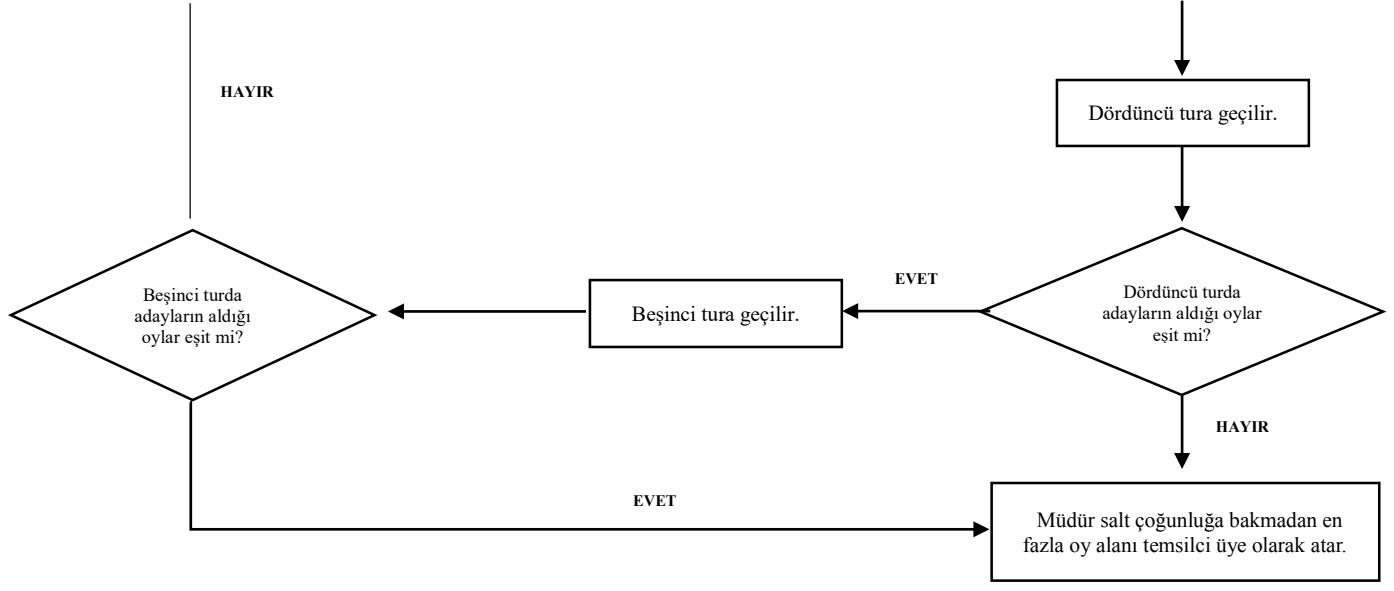 HAYIR
Dördüncü tura geçilir.
EVET
Beşinci turda
adayların aldığı
oylar eşit mi?
Beşinci tura geçilir.
Dördüncü turda
adayların aldığı oylar
eşit mi?
HAYIR
EVET
Müdür salt çoğunluğa bakmadan en
fazla oy alanı temsilci üye olarak atar.